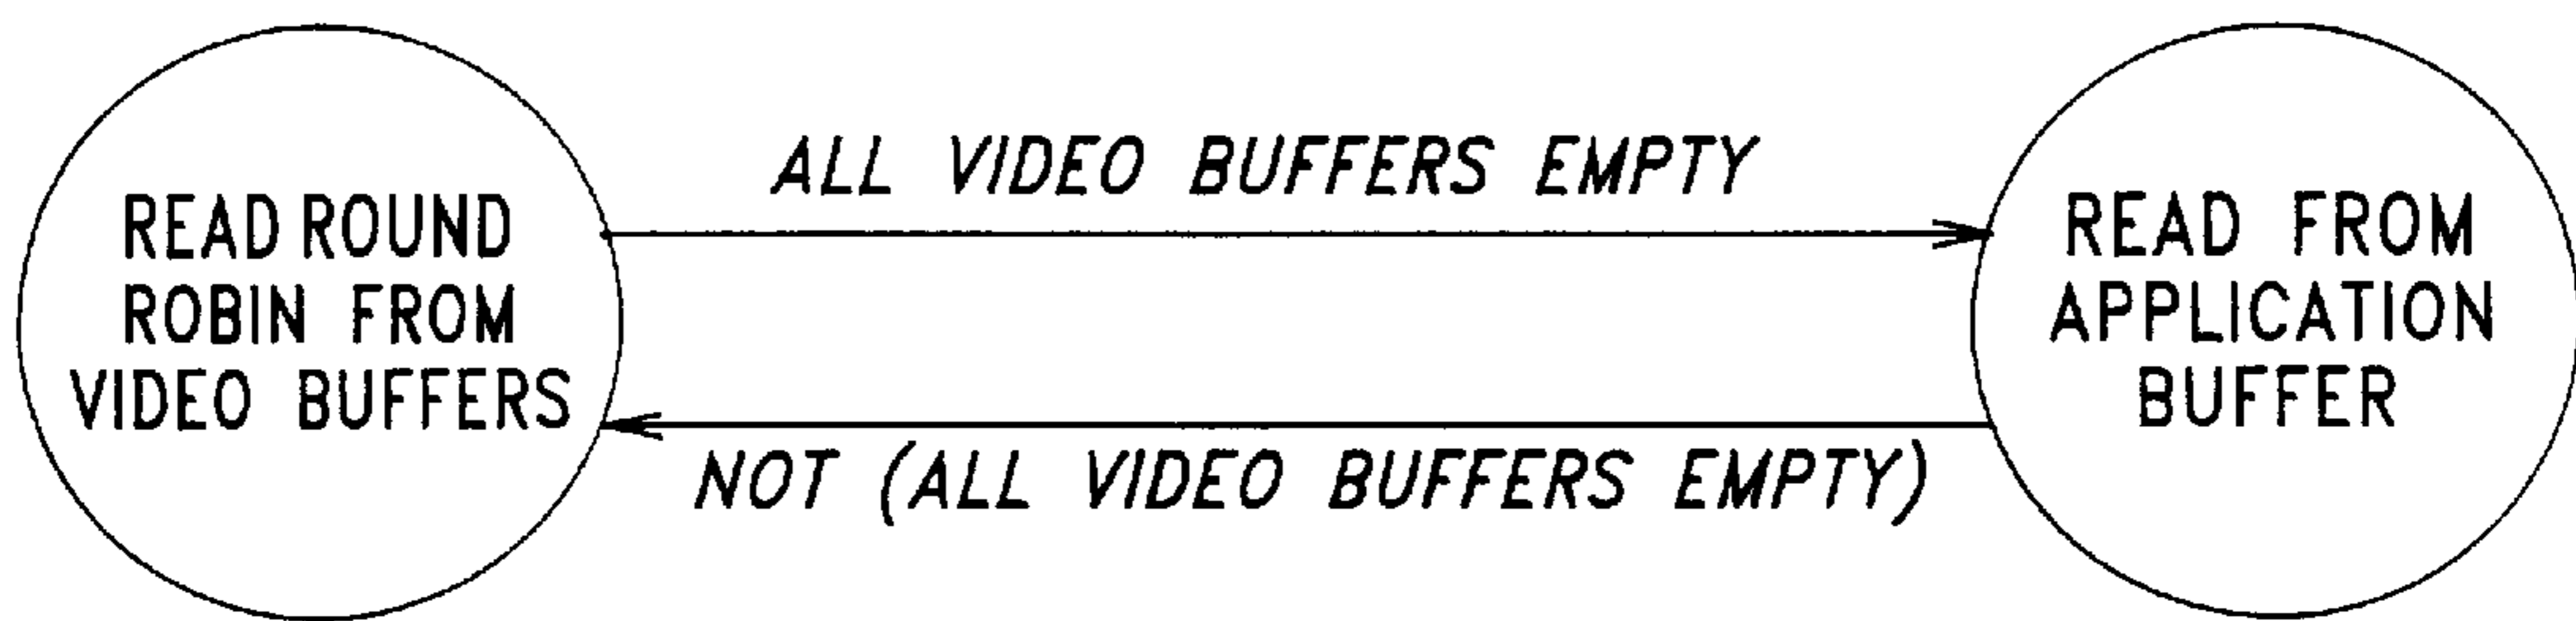 READ ROUND
ROBIN FROM
VIDEO BUFFERS
ALL VIDEO BUFFERS EMPTY
NOT (ALL VIDEO BUFFERS EMPTY)
READ FROM
APPLICATION
BUFFER